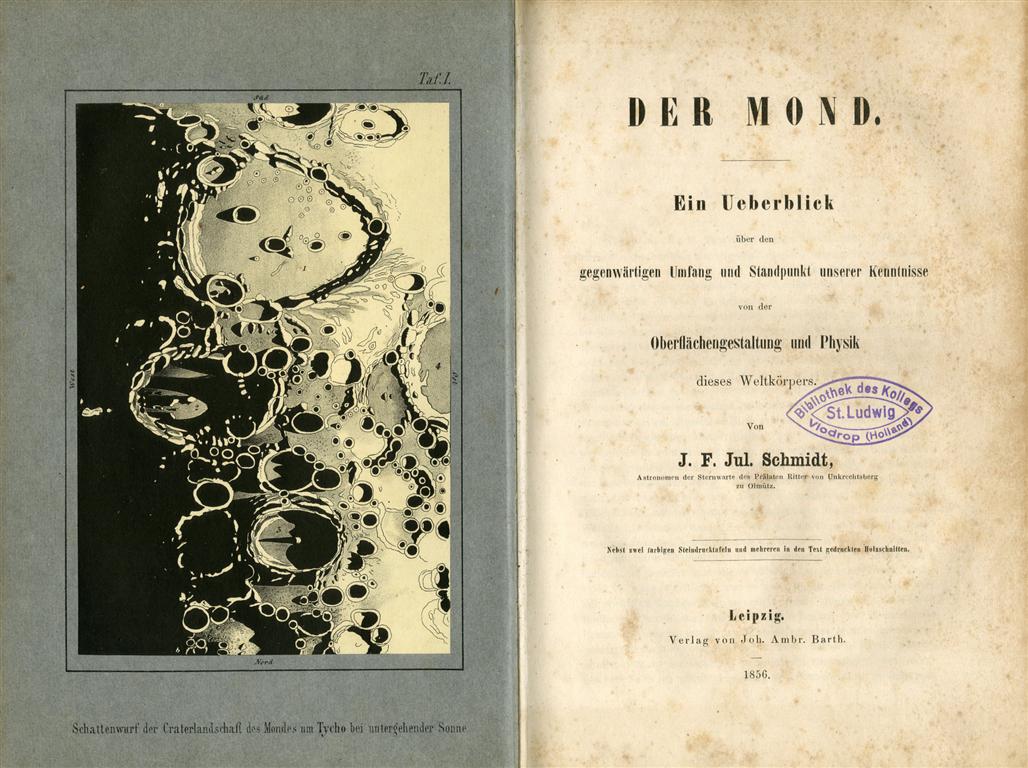 Taf. I.
Süd
West
Ost
Nord
Schattenwurf der Craterlandschaft des Mondes um Tycho bei untergehender Sonne
DER MOND.
Ein Ueberblick
über den
gegenwärtigen Umfang und Standpunkt unserer Kenntnisse
von der
Oberflächengestaltung und Physik
dieses Weltkörpers.
Bibliothek des Kollegs
St. Ludwig
Vlodrop (Holland)
Von
J. F. Jul. Schmidt,
Astronomen der Sternwarte des Prälaten Ritter von Unkrechtsberg
zu Olmütz.
Nebst zwei farbigen Steindrucktafeln und mehreren in den Text gedruckten Holzschnitten.
Leipzig.
Verlag von Joh. Ambr. Barth.
1856.